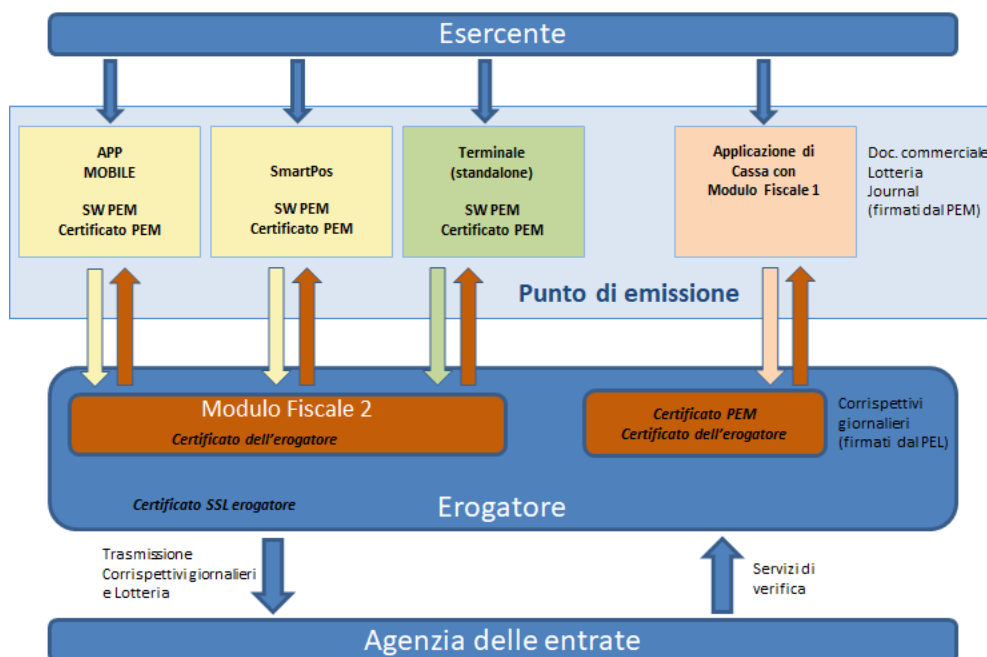 Esercente
APP
MOBILE
SW PEM
Certificato PEM
SmartPos
SW PEM
Certificato PEM
Terminale
(standalone)
SW PEM
Certificato PEM
Applicazione di
Cassa con
Modulo Fiscale 1
Doc. commerciale
Lotteria
Journal
(firmati dal PEM)
Punto di emissione
Modulo Fiscale 2
Certificato dell'erogatore
Certificato PEM
Certificato dell'erogatore
Corrispettivi
giornalieri
(firmati dal PEL)
Certificato SSL erogatore
Erogatore
Trasmissione
Corrispettivi giornalieri
e Lotteria
Servizi di
verifica
Agenzia delle entrate